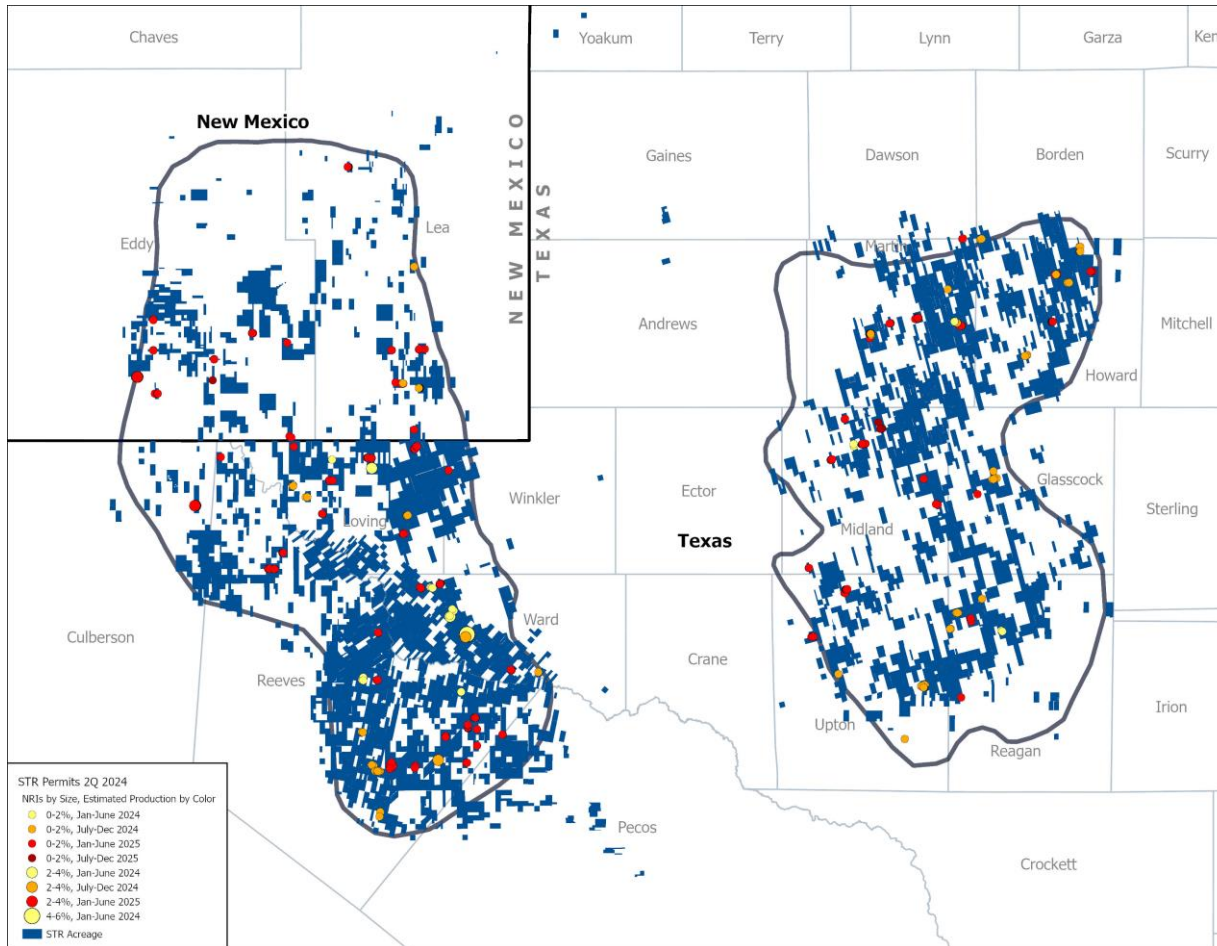 Chaves
Yoakum
Terry
Lynn
Garza
Ken
New Mexico
NEW MEXICO
TEXAS
Gaines
Dawson
Borden
Scurry
Lea
Eddy
Martin
Andrews
Mitchell
Howard
Winkler
Ector
Glasscock
Sterling
Loving
Texas
Midland
Culberson
Ward
Crane
Reeves
Upton
Irion
Reagan
Pecos
Crockett
STR Permits 2Q 2024
NRIs by Size, Estimated Production by Color
0-2%, Jan-June 2024
0-2%, July-Dec 2024
0-2%, Jan-June 2025
0-2%, July-Dec 2025
2-4%, Jan-June 2024
2-4%, July-Dec 2024
2-4%, Jan-June 2025
4-6%, Jan-June 2024
STR Acreage